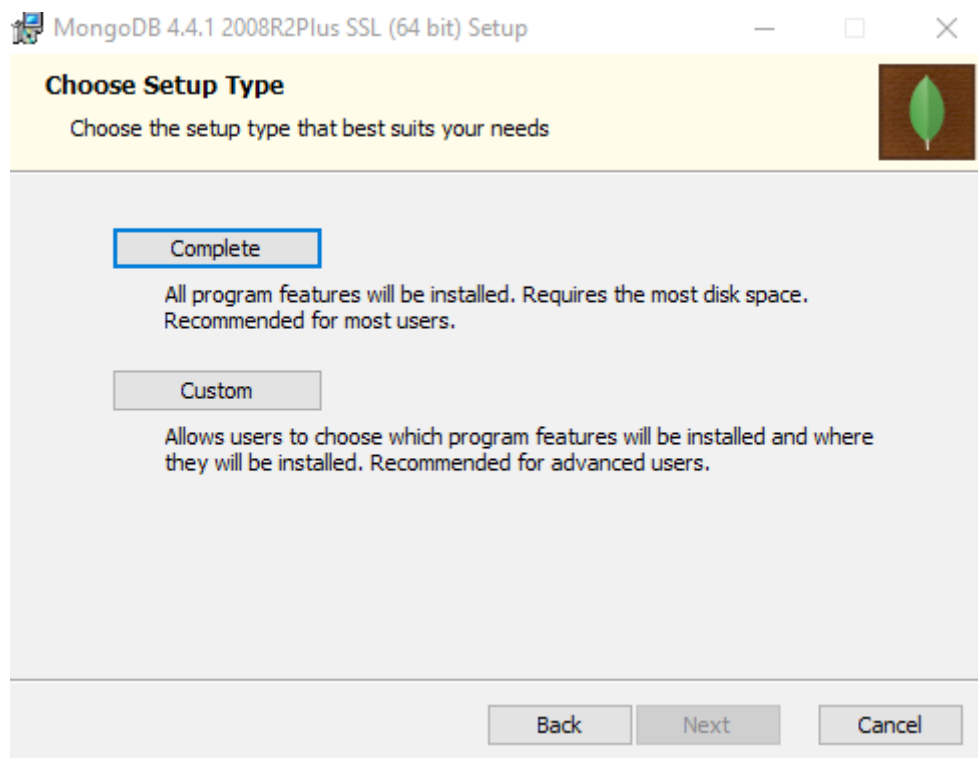 MongoDB 4.4.1 2008R2Plus SSL (64 bit) Setup
Choose Setup Type
Choose the setup type that best suits your needs
Complete
All program features will be installed. Requires the most disk space.
Recommended for most users.
Custom
Allows users to choose which program features will be installed and where
they will be installed. Recommended for advanced users.
Back Next Cancel